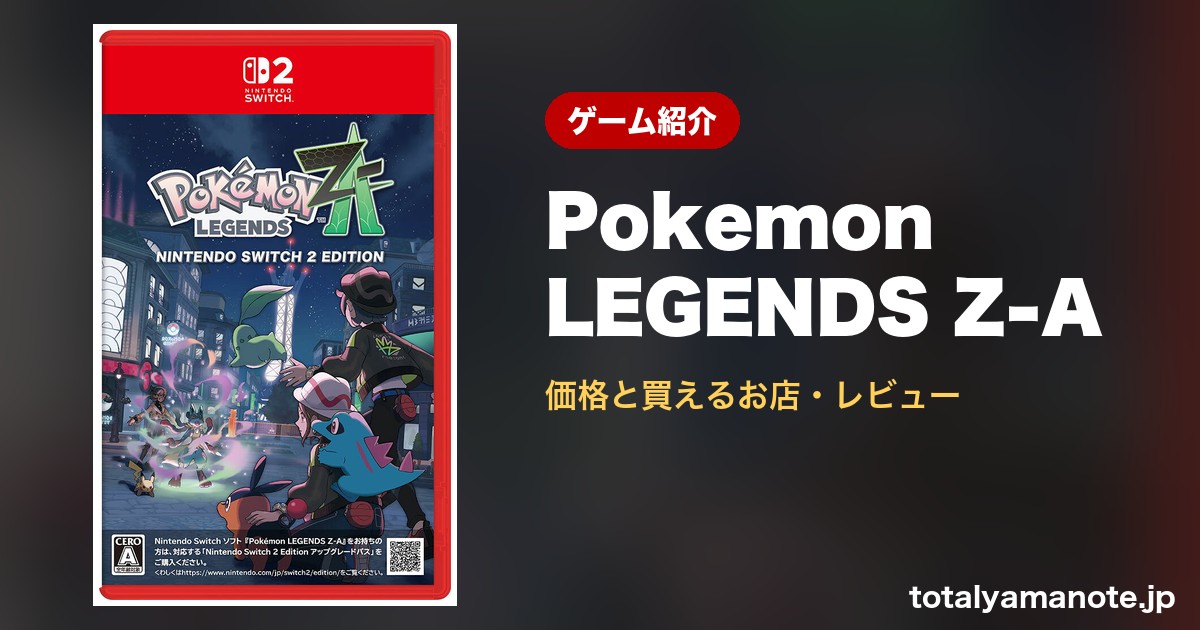 2
NINTENDO
SWITCH
Pokémon
Z-A
LEGENDS
NINTENDO SWITCH 2 EDITION
CERO
A
Nintendo Switch ソフト『Pokémon LEGENDS Z-A』をお持ちの
方は、対応する「Nintendo Switch 2 Edition アップグレードパス」を
ご購入ください。
くわしくはhttps://www.nintendo.com/jp/switch2/edition/をご覧ください。
ゲーム紹介
Pokemon
LEGENDS Z-A
価格と買えるお店・レビュー
totalyamanote.jp